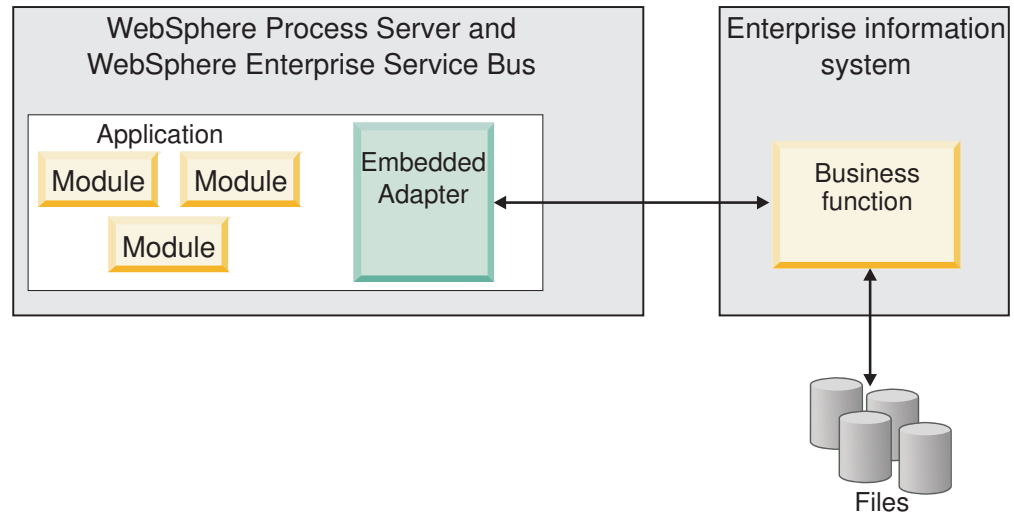 WebSphere Process Server and
WebSphere Enterprise Service Bus
Application
Module
Module
Module
Embedded
Adapter
Enterprise information
system
Business
function
Files